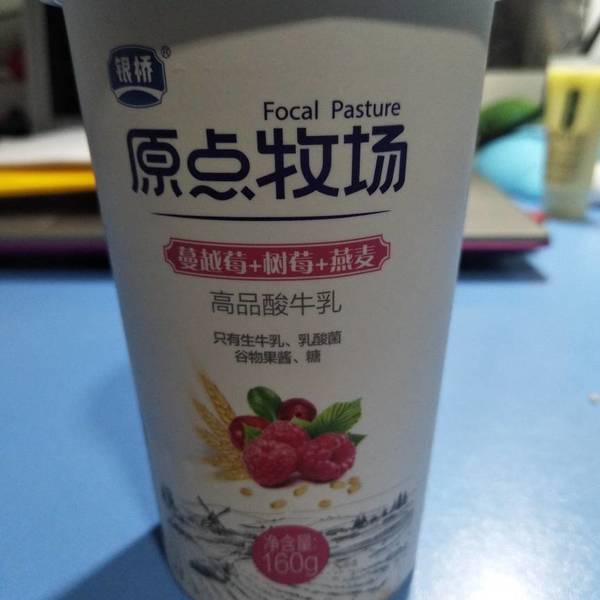 银桥®
Focal Pasture
原点牧场
蔓越莓+树莓+燕麦
高品酸牛乳
只有生牛乳、乳酸菌
谷物果酱、糖
净含量:
160g